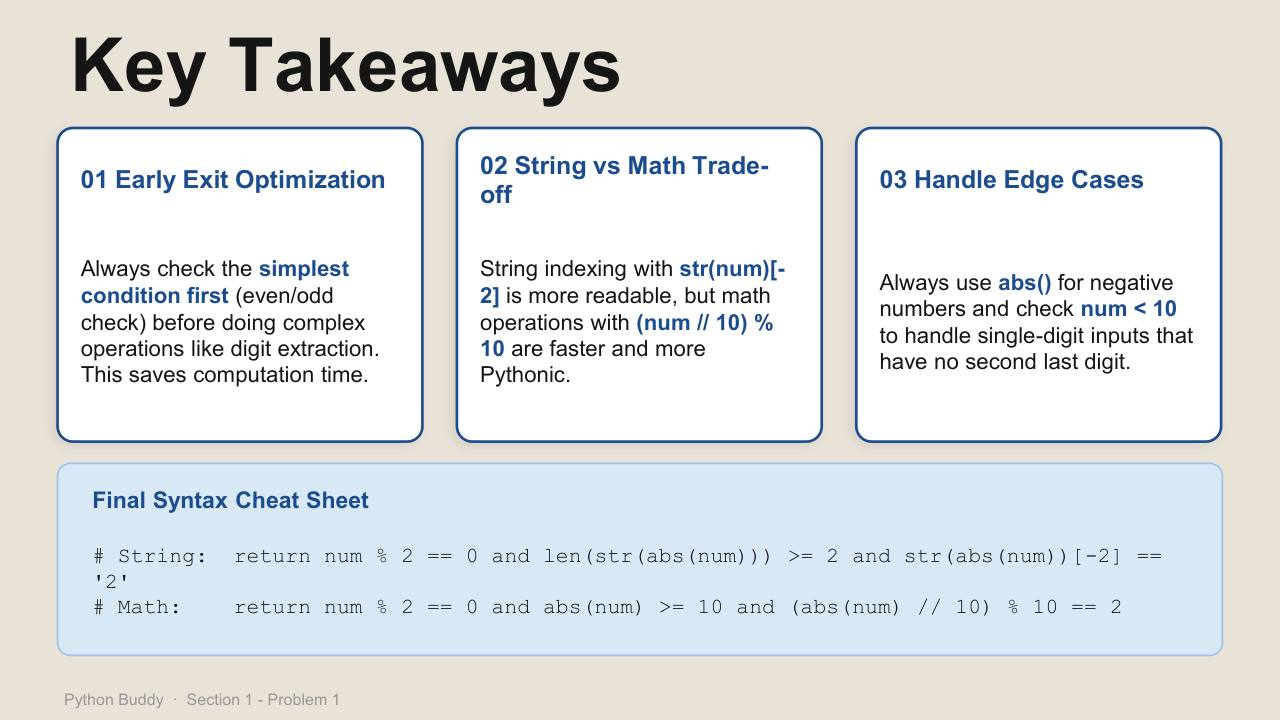 Key Takeaways
01 Early Exit Optimization
Always check the simplest
condition first (even/odd
check) before doing complex
operations like digit extraction.
This saves computation time.
02 String vs Math Trade-
off
String indexing with str(num)[-
2] is more readable, but math
operations with (num // 10) %
10 are faster and more
Pythonic.
03 Handle Edge Cases
Always use abs() for negative
numbers and check num < 10
to handle single-digit inputs that
have no second last digit.
Final Syntax Cheat Sheet
# String:  return num % 2 == 0 and len(str(abs(num))) >= 2 and str(abs(num))[-2] ==
'2'
# Math:    return num % 2 == 0 and abs(num) >= 10 and (abs(num) // 10) % 10 == 2
Python Buddy · Section 1 - Problem 1